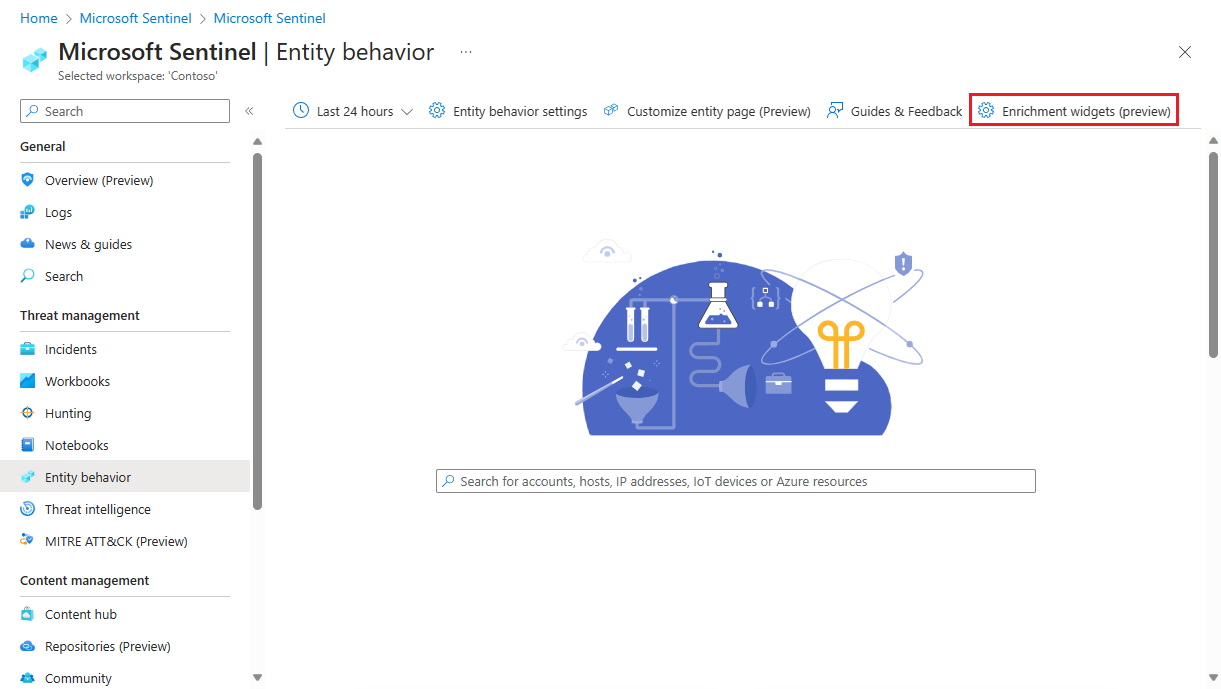 Home > Microsoft Sentinel > Microsoft Sentinel
Microsoft Sentinel | Entity behavior ...
Selected workspace: 'Contoso'
Search
Last 24 hours
Entity behavior settings
Customize entity page (Preview)
Guides & Feedback
Enrichment widgets (preview)
General
Overview (Preview)
Logs
News & guides
Search
Threat management
Incidents
Workbooks
Hunting
Notebooks
Entity behavior
Threat intelligence
MITRE ATT&CK (Preview)
Content management
Content hub
Repositories (Preview)
Community
Search for accounts, hosts, IP addresses, IoT devices or Azure resources